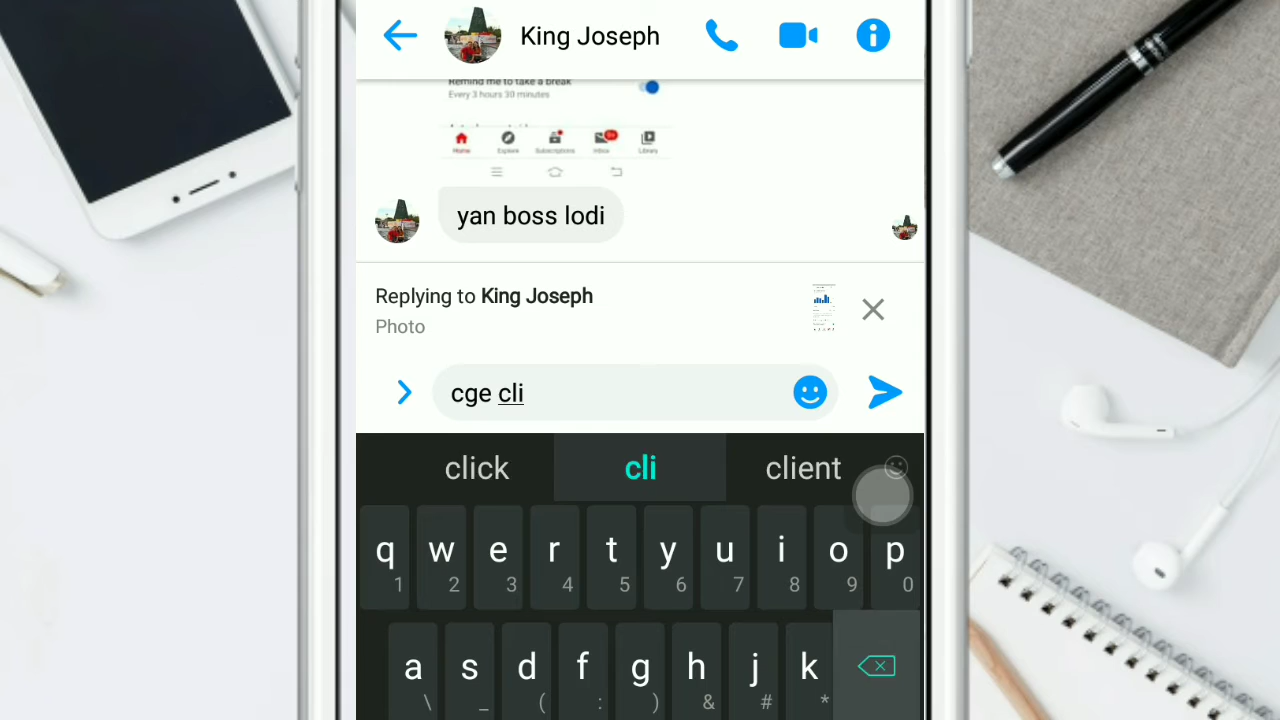 King Joseph
Remind me to take a break
Every 3 hours 30 minutes
Home Explore Subscriptions Inbox Library
yan boss lodi
Replying to King Joseph
Photo
cge cli
click cli client
q w e r t y u i o p
1 2 3 4 5 6 7 8 9 0
a s d f g h j k
\ _ ( : ) & # *